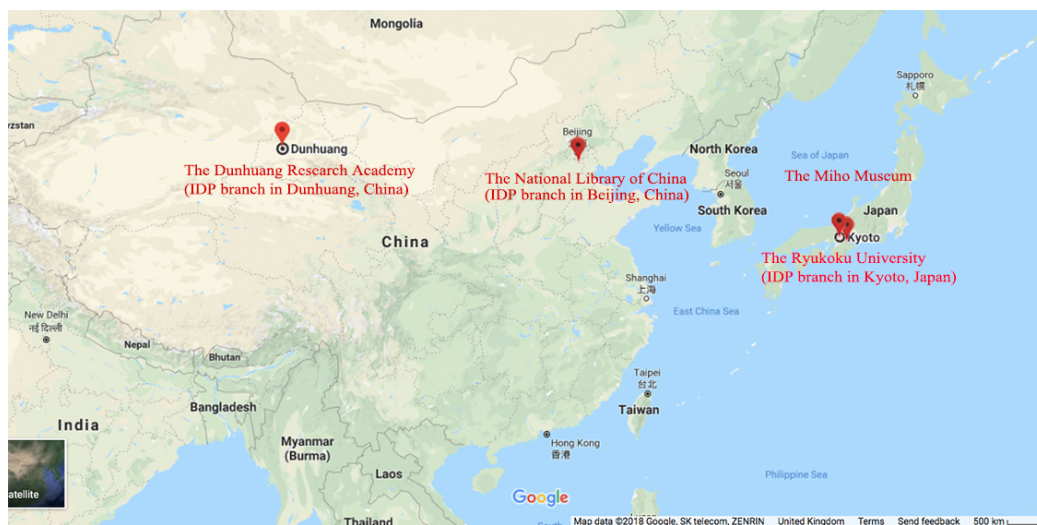 Mongolia
Sapporo
札幌
yzstan
Beijing
Dunhuang
North Korea
Sea of Japan
The Dunhuang Research Academy
(IDP branch in Dunhuang, China)
The National Library of China
(IDP branch in Beijing, China)
Seoul
서울
The Miho Museum
South Korea
Japan
Yellow Sea
Kyoto
China
The Ryukoku University
(IDP branch in Kyoto, Japan)
Shanghai
上海
East China Sea
New Delhi
नई दिल्ली
Nepal
Bhutan
Taipei
台北
Bangladesh
Taiwan
India
Myanmar
(Burma)
Hong Kong
香港
Laos
Philippine Sea
atellite
Google
South
Thailand
Map data ©2018 Google, SK telecom, ZENRIN United Kingdom Terms Send feedback 500 km